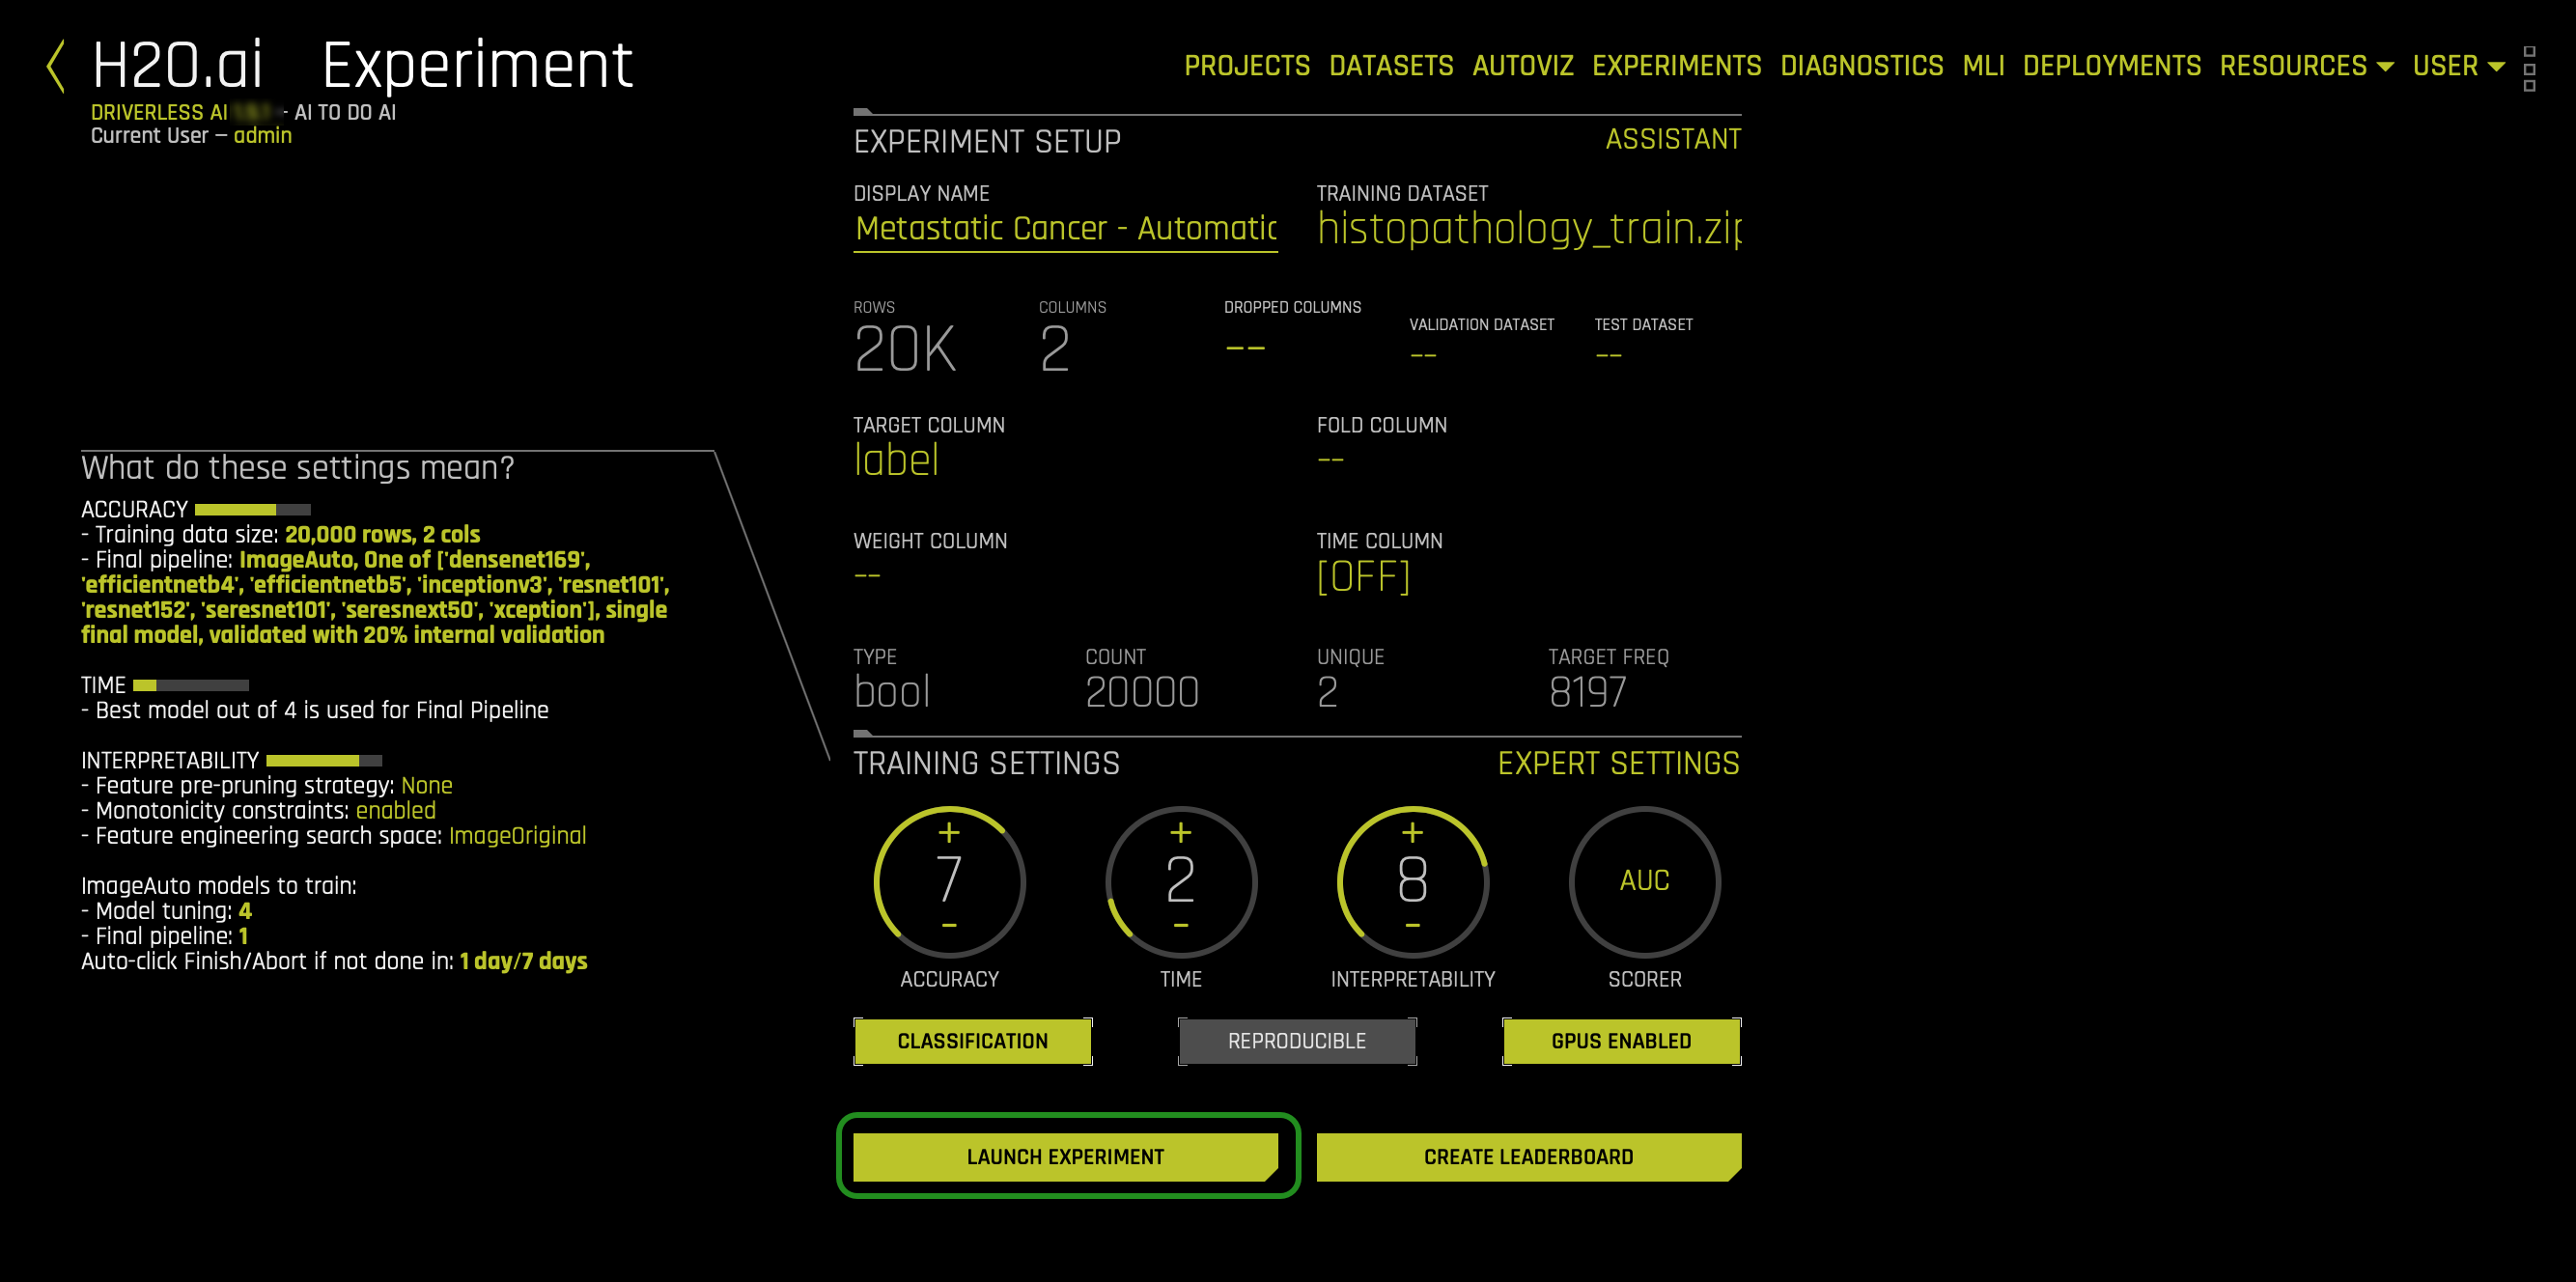 H2O.ai Experiment
DRIVERLESS AI - AI TO DO AI
Current User – admin
PROJECTS DATASETS AUTOVIZ EXPERIMENTS DIAGNOSTICS MLI DEPLOYMENTS RESOURCES USER
EXPERIMENT SETUP
ASSISTANT
DISPLAY NAME
Metastatic Cancer - Automatic
TRAINING DATASET
histopathology_train.zip
ROWS
20K
COLUMNS
2
DROPPED COLUMNS
--
VALIDATION DATASET
--
TEST DATASET
--
TARGET COLUMN
label
FOLD COLUMN
--
WEIGHT COLUMN
--
TIME COLUMN
[OFF]
TYPE
bool
COUNT
20000
UNIQUE
2
TARGET FREQ
8197
What do these settings mean?
ACCURACY
- Training data size: 20,000 rows, 2 cols
- Final pipeline: ImageAuto, One of ['densenet169',
'efficientnetb4', 'efficientnetb5', 'inceptionv3', 'resnet101',
'resnet152', 'seresnet101', 'seresnext50', 'xception'], single
final model, validated with 20% internal validation
TIME
- Best model out of 4 is used for Final Pipeline
INTERPRETABILITY
- Feature pre-pruning strategy: None
- Monotonicity constraints: enabled
- Feature engineering search space: ImageOriginal
ImageAuto models to train:
- Model tuning: 4
- Final pipeline: 1
Auto-click Finish/Abort if not done in: 1 day/7 days
TRAINING SETTINGS
EXPERT SETTINGS
+
7
-
ACCURACY
+
2
-
TIME
+
8
-
INTERPRETABILITY
AUC
SCORER
CLASSIFICATION
REPRODUCIBLE
GPUS ENABLED
LAUNCH EXPERIMENT
CREATE LEADERBOARD